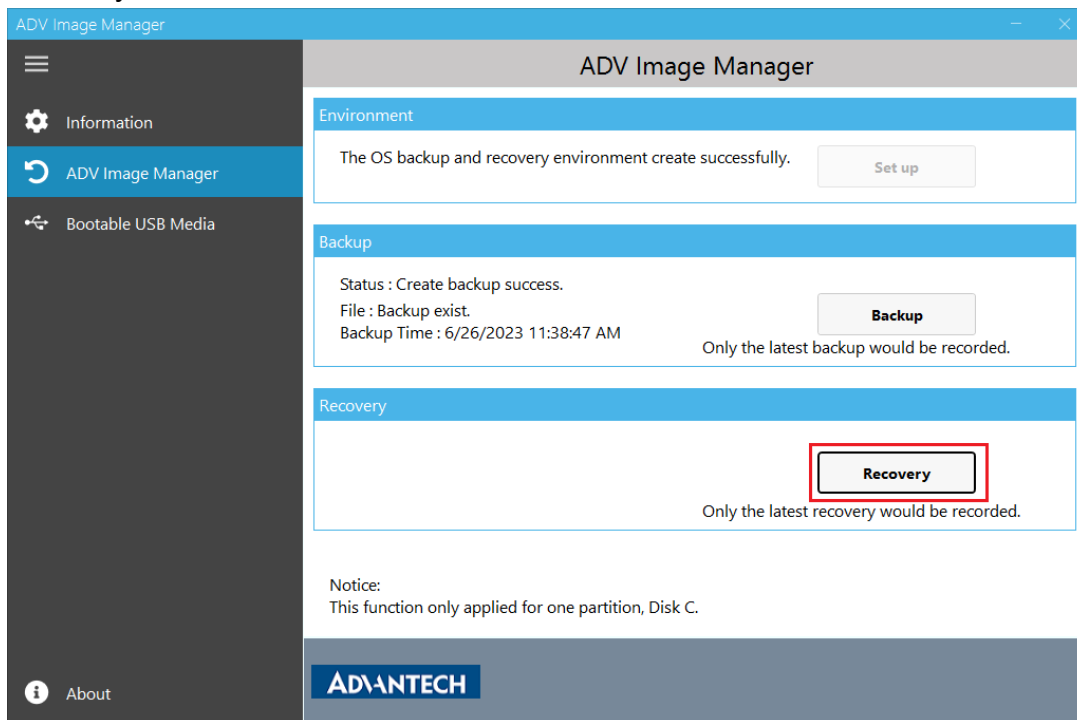 ADV Image Manager
ADV Image Manager
Information
ADV Image Manager
Bootable USB Media
Environment
The OS backup and recovery environment create successfully.
Set up
Backup
Status : Create backup success.
File : Backup exist.
Backup Time : 6/26/2023 11:38:47 AM
Backup
Only the latest backup would be recorded.
Recovery
Recovery
Only the latest recovery would be recorded.
Notice:
This function only applied for one partition, Disk C.
ADVANTECH
About